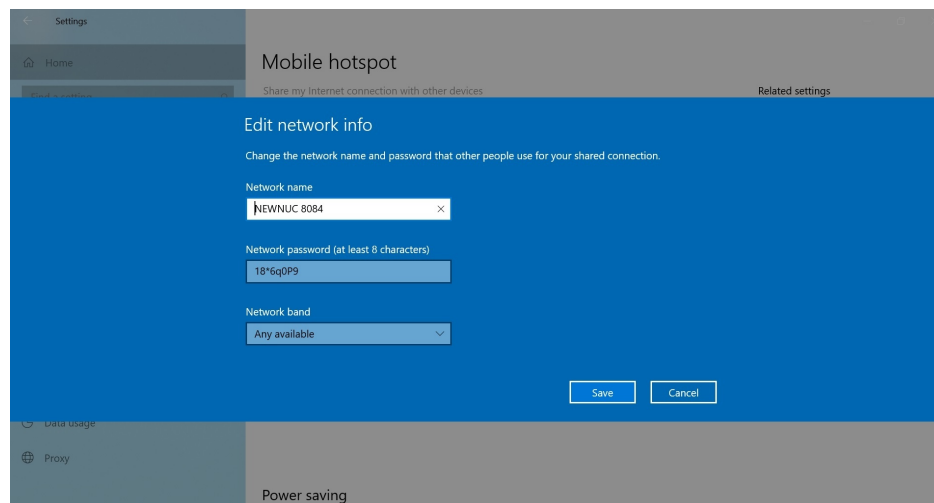 Settings
Home
Find a setting
Mobile hotspot
Share my Internet connection with other devices
Related settings
Edit network info
Change the network name and password that other people use for your shared connection.
Network name
NEWNUC 8084
Network password (at least 8 characters)
18*6q0P9
Network band
Any available
Save
Cancel
Data usage
Proxy
Power saving